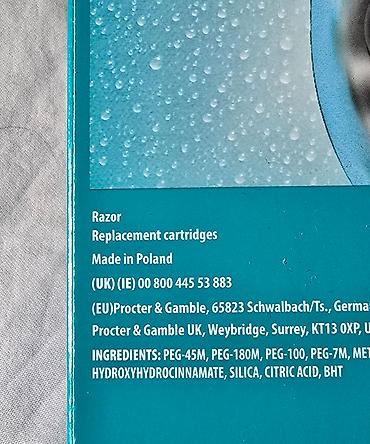 Razor
Replacement cartridges
Made in Poland
(UK) (IE) 00 800 445 53 883
(EU)Procter & Gamble, 65823 Schwalbach/Ts., Germa
Procter & Gamble UK, Weybridge, Surrey, KT13 0XP, U
INGREDIENTS: PEG-45M, PEG-180M, PEG-100, PEG-7M, MET
HYDROXYHYDROCINNAMATE, SILICA, CITRIC ACID, BHT